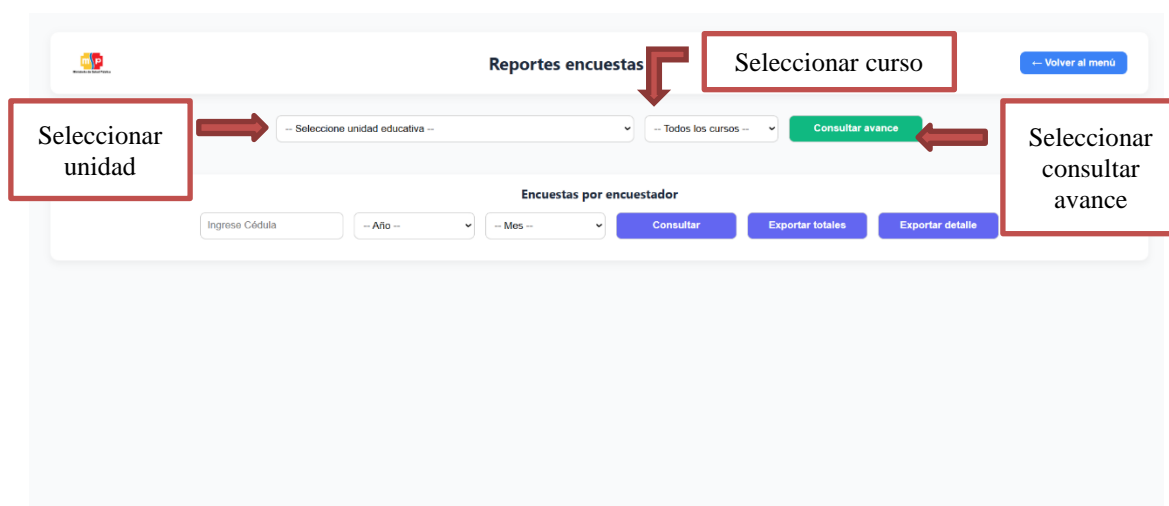 Reportes encuestas
Seleccionar curso
← Volver al menú
Seleccionar
unidad
-- Seleccione unidad educativa --
-- Todos los cursos --
Consultar avance
Seleccionar
consultar
avance
Encuestas por encuestador
Ingrese Cédula
-- Año --
-- Mes --
Consultar
Exportar totales
Exportar detalle